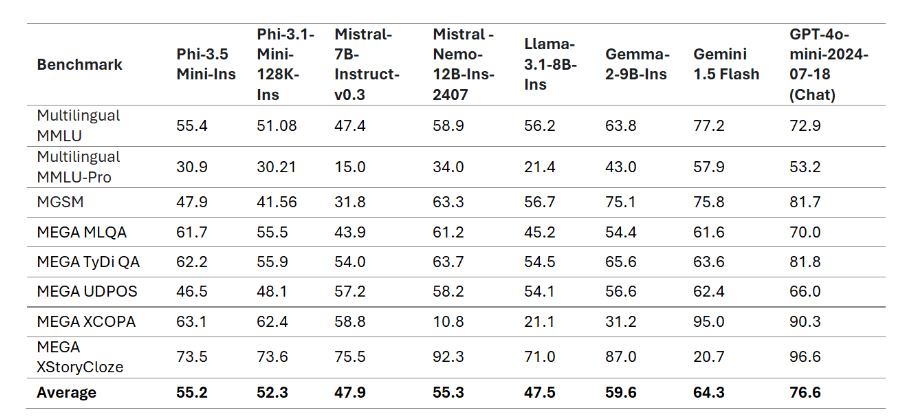 Benchmark Phi-3.5 Mini-Ins Phi-3.1-Mini-128K-Ins Mistral-7B-Instruct-v0.3 Mistral -Nemo-12B-Ins-2407 Llama-3.1-8B-Ins Gemma-2-9B-Ins Gemini 1.5 Flash GPT-4o-mini-2024-07-18 (Chat)
Multilingual MMLU 55.4 51.08 47.4 58.9 56.2 63.8 77.2 72.9
Multilingual MMLU-Pro 30.9 30.21 15.0 34.0 21.4 43.0 57.9 53.2
MGSM 47.9 41.56 31.8 63.3 56.7 75.1 75.8 81.7
MEGA MLQA 61.7 55.5 43.9 61.2 45.2 54.4 61.6 70.0
MEGA TyDi QA 62.2 55.9 54.0 63.7 54.5 65.6 63.6 81.8
MEGA UDPOS 46.5 48.1 57.2 58.2 54.1 56.6 62.4 66.0
MEGA XCOPA 63.1 62.4 58.8 10.8 21.1 31.2 95.0 90.3
MEGA XStoryCloze 73.5 73.6 75.5 92.3 71.0 87.0 20.7 96.6
Average 55.2 52.3 47.9 55.3 47.5 59.6 64.3 76.6